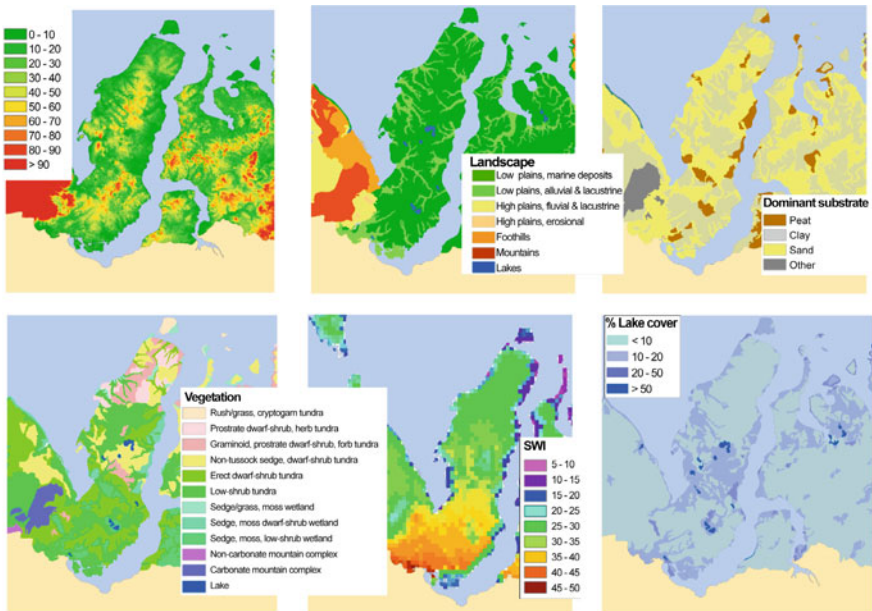 0 - 10
10 - 20
20 - 30
30 - 40
40 - 50
50 - 60
60 - 70
70 - 80
80 - 90
> 90
Landscape
Low plains, marine deposits
Low plains, alluvial & lacustrine
High plains, fluvial & lacustrine
High plains, erosional
Foothills
Mountains
Lakes
Dominant substrate
Peat
Clay
Sand
Other
Vegetation
Rush/grass, cryptogam tundra
Prostrate dwarf-shrub, herb tundra
Graminoid, prostrate dwarf-shrub, forb tundra
Non-tussock sedge, dwarf-shrub tundra
Erect dwarf-shrub tundra
Low-shrub tundra
Sedge/grass, moss wetland
Sedge, moss dwarf-shrub wetland
Sedge, moss, low-shrub wetland
Non-carbonate mountain complex
Carbonate mountain complex
Lake
SWI
5 - 10
10 - 15
15 - 20
20 - 25
25 - 30
30 - 35
35 - 40
40 - 45
45 - 50
% Lake cover
< 10
10 - 20
20 - 50
> 50